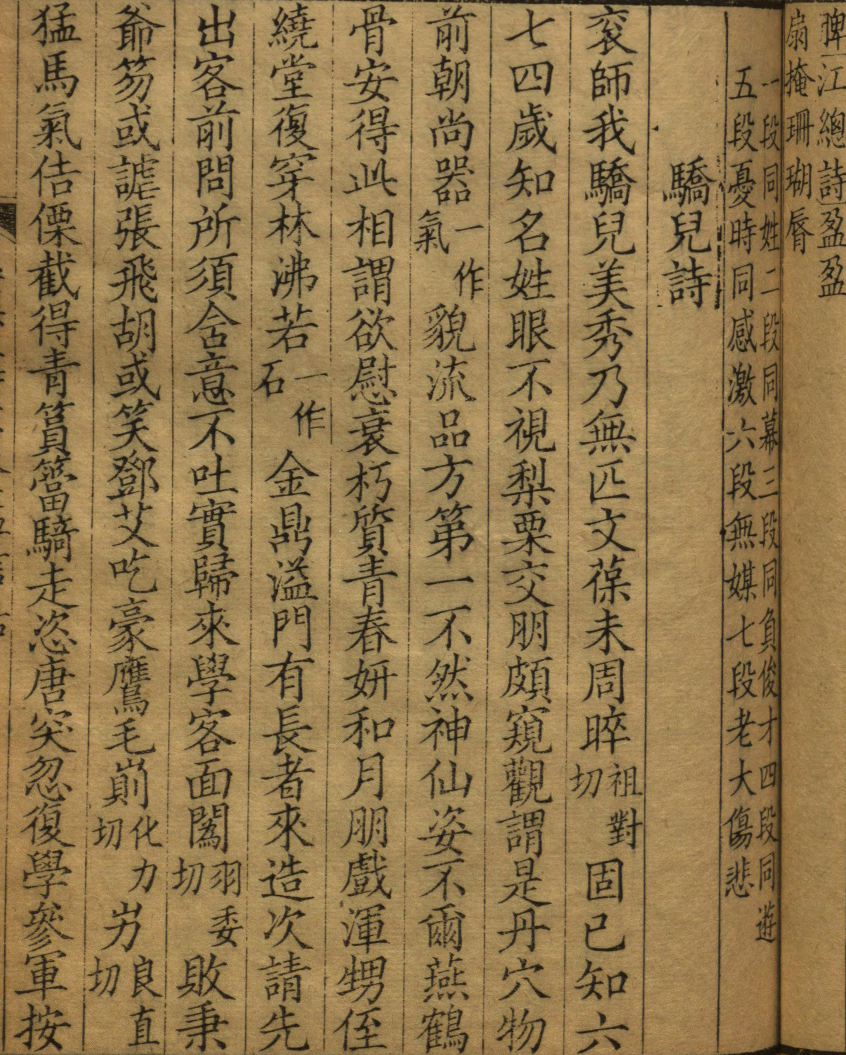 脾江總詩盈盈
扇掩珊瑚脣
一段同姓二段同幕三段同負俊才四段同遊
五段憂時同感激六段無媒七段老大傷悲
驕兒詩
袞師我驕兒美秀乃無匹文葆未周晬祖對切固已知六
七四歲知名姓眼不視梨栗交朋頗窺觀謂是丹穴物
前朝尚器一作氣貌流品方第一不然神仙姿不爾燕鶴
骨安得此相謂欲慰衰朽質青春妍和月朋戲渾甥侄
繞堂復穿林沸若一作石金鼎溢門有長者來造次請先
出客前問所須含意不吐實歸來學客面闖羽委切敗秉
爺笏或謔張飛胡或笑鄧艾吃豪鷹毛崱化力切屴良直切
猛馬氣佶傈截得青篔簹騎走恣唐突忽復學參軍按